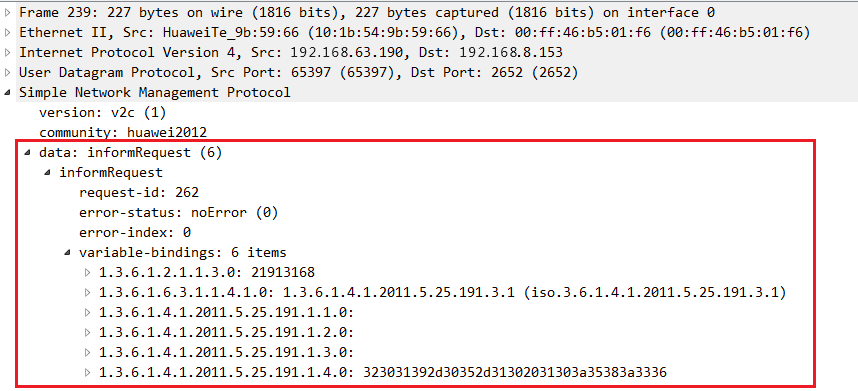 Frame 239: 227 bytes on wire (1816 bits), 227 bytes captured (1816 bits) on interface 0
Ethernet II, Src: HuaweiTe_9b:59:66 (10:1b:54:9b:59:66), Dst: 00:ff:46:b5:01:f6 (00:ff:46:b5:01:f6)
Internet Protocol Version 4, Src: 192.168.63.190, Dst: 192.168.8.153
User Datagram Protocol, Src Port: 65397 (65397), Dst Port: 2652 (2652)
Simple Network Management Protocol
version: v2c (1)
community: huawei2012
data: informRequest (6)
informRequest
request-id: 262
error-status: noError (0)
error-index: 0
variable-bindings: 6 items
1.3.6.1.2.1.1.3.0: 21913168
1.3.6.1.6.3.1.1.4.1.0: 1.3.6.1.4.1.2011.5.25.191.3.1 (iso.3.6.1.4.1.2011.5.25.191.3.1)
1.3.6.1.4.1.2011.5.25.191.1.1.0:
1.3.6.1.4.1.2011.5.25.191.1.2.0:
1.3.6.1.4.1.2011.5.25.191.1.3.0:
1.3.6.1.4.1.2011.5.25.191.1.4.0: 323031392d30352d31302031303a35383a3336